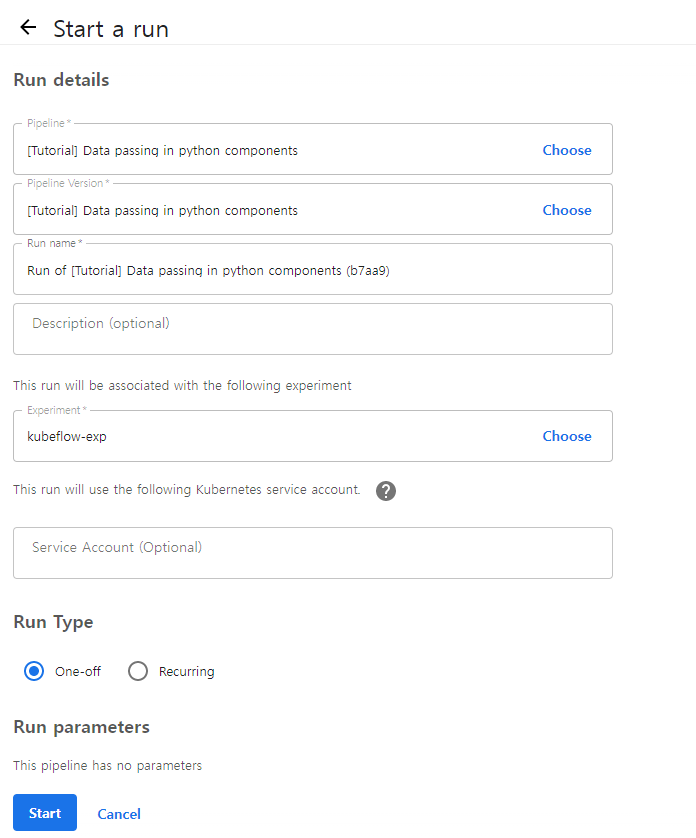 Start a run
Run details
Pipeline *
[Tutorial] Data passing in python components
Choose
Pipeline Version *
[Tutorial] Data passing in python components
Choose
Run name *
Run of [Tutorial] Data passing in python components (b7aa9)
Description (optional)
This run will be associated with the following experiment
Experiment *
kubeflow-exp
Choose
This run will use the following Kubernetes service account.
?
Service Account (Optional)
Run Type
One-off
Recurring
Run parameters
This pipeline has no parameters
Start
Cancel